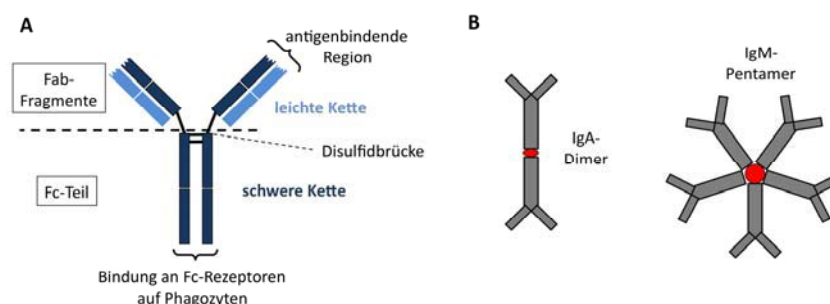 A
antigenbindende
Region
Fab-
Fragmente
leichte Kette
Disulfidbrücke
Fc-Teil
schwere Kette
Bindung an Fc-Rezeptoren
auf Phagozyten
B
IgA-
Dimer
IgM-
Pentamer